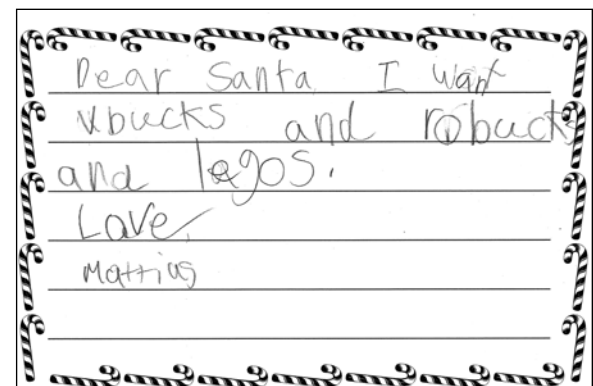 Dear Santa I want
vbucks and robucks
and legos.
Love,
Mattias